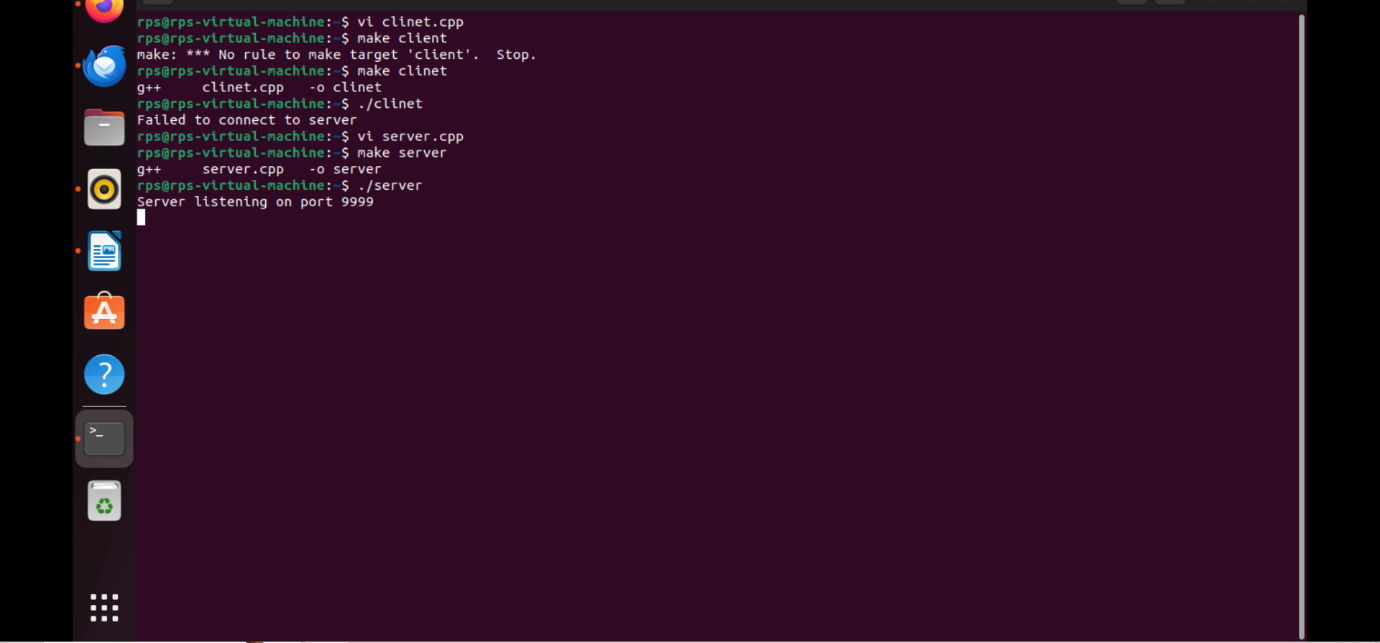 rps@rps-virtual-machine:~$ vi clinet.cpp
rps@rps-virtual-machine:~$ make client
make: *** No rule to make target 'client'.  Stop.
rps@rps-virtual-machine:~$ make clinet
g++     clinet.cpp   -o clinet
rps@rps-virtual-machine:~$ ./clinet
Failed to connect to server
rps@rps-virtual-machine:~$ vi server.cpp
rps@rps-virtual-machine:~$ make server
g++     server.cpp   -o server
rps@rps-virtual-machine:~$ ./server
Server listening on port 9999